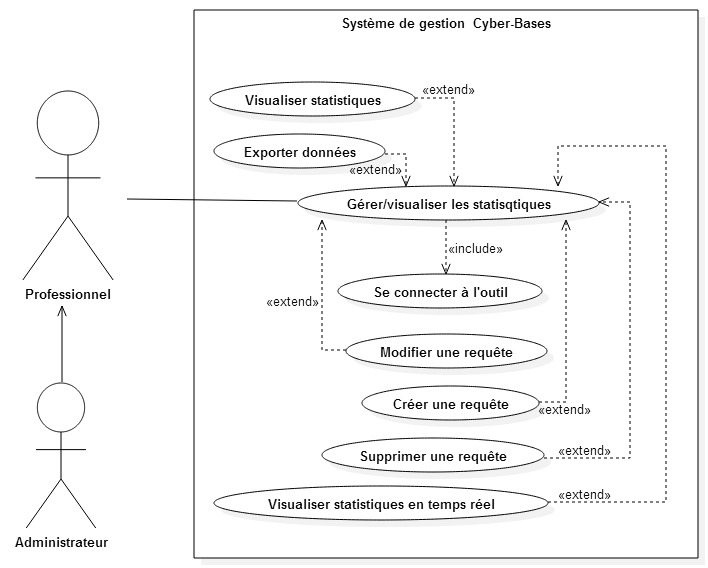 Système de gestion  Cyber-Bases
Visualiser statistiques
«extend»
Exporter données
«extend»
Gérer/visualiser les statisqtiques
«include»
Se connecter à l'outil
Professionnel
«extend»
Modifier une requête
Créer une requête
«extend»
Supprimer une requête
«extend»
Visualiser statistiques en temps réel
«extend»
Administrateur